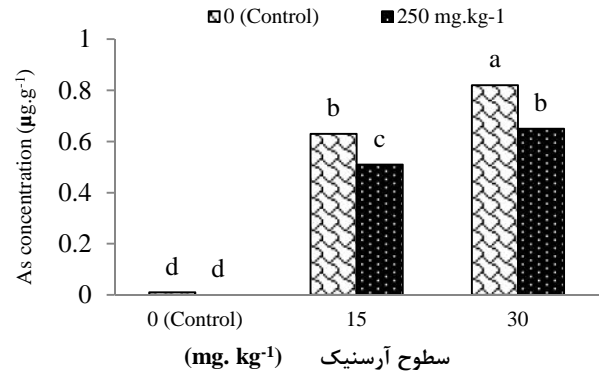 0 (Control) 250 mg.kg-1
As concentration (µg.g-1)
1
0.8
0.6
0.4
0.2
0
d d
b c
a b
0 (Control) 15 30
(mg. kg-1) سطوح آرسنیک